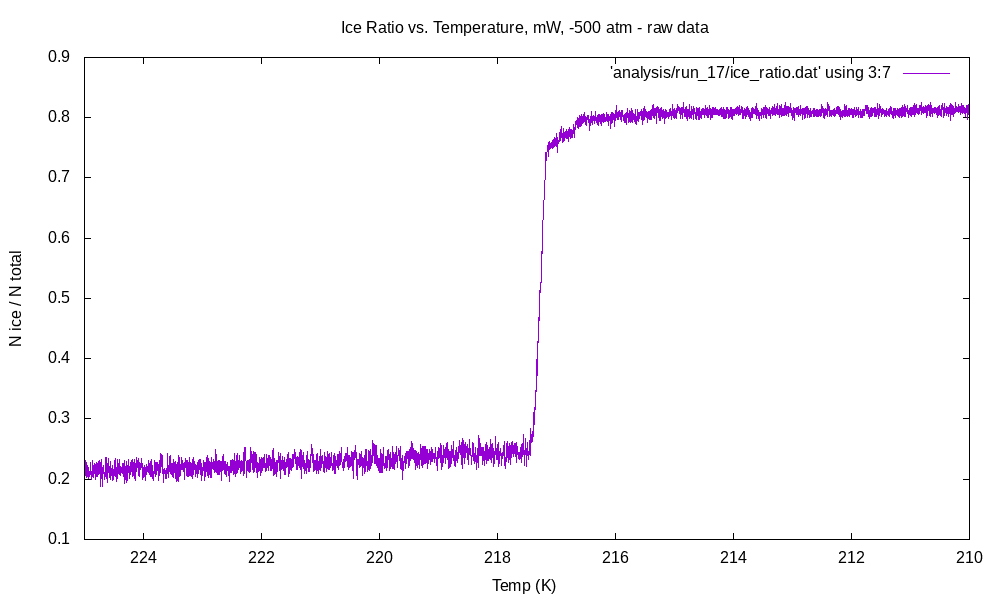 Ice Ratio vs. Temperature, mW, -500 atm - raw data
'analysis/run_17/ice_ratio.dat' using 3:7
0.9
0.8
0.7
0.6
0.5
0.4
0.3
0.2
0.1
N ice / N total
224 222 220 218 216 214 212 210
Temp (K)